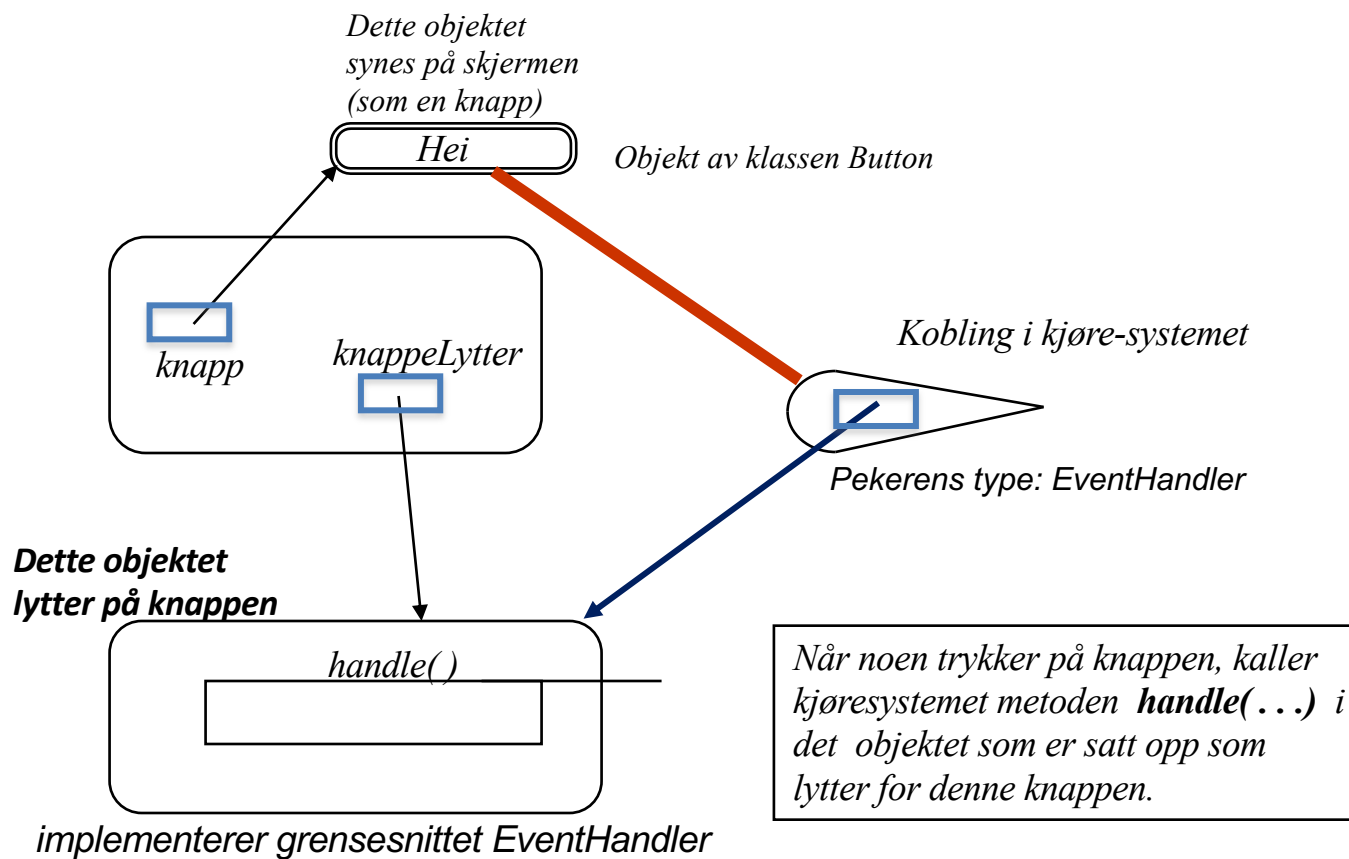 Dette objektet
synes på skjermen
(som en knapp)
Hei
Objekt av klassen Button
knapp
knappeLytter
Kobling i kjøre-systemet
Pekerens type: EventHandler
Dette objektet
lytter på knappen
handle( )
Når noen trykker på knappen, kaller
kjøresystemet metoden handle( . . .) i
det objektet som er satt opp som
lytter for denne knappen.
implementerer grensesnittet EventHandler